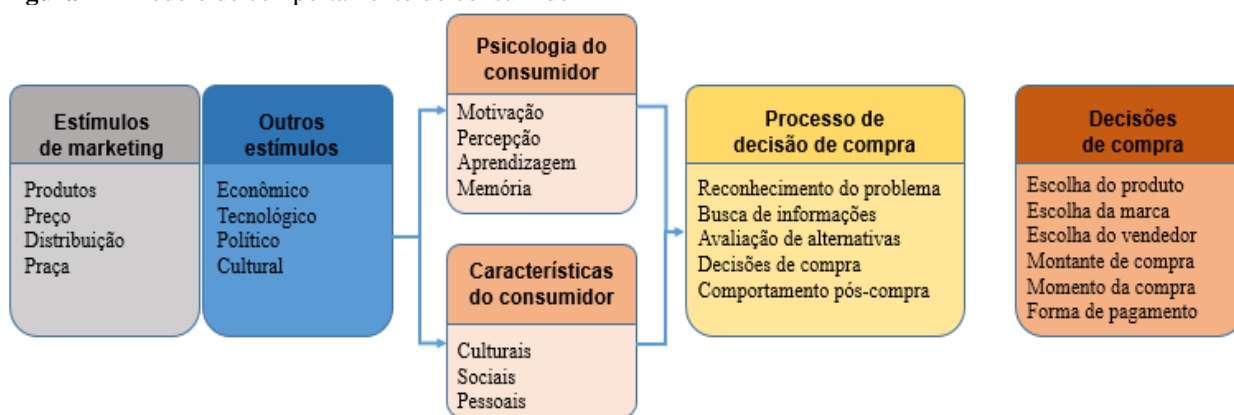 Estímulos
de marketing
Produtos
Preço
Distribuição
Praça
Outros
estímulos
Econômico
Tecnológico
Político
Cultural
Psicologia do
consumidor
Motivação
Percepção
Aprendizagem
Memória
Características
do consumidor
Culturais
Sociais
Pessoais
Processo de
decisão de compra
Reconhecimento do problema
Busca de informações
Avaliação de alternativas
Decisões de compra
Comportamento pós-compra
Decisões
de compra
Escolha do produto
Escolha da marca
Escolha do vendedor
Montante de compra
Momento da compra
Forma de pagamento